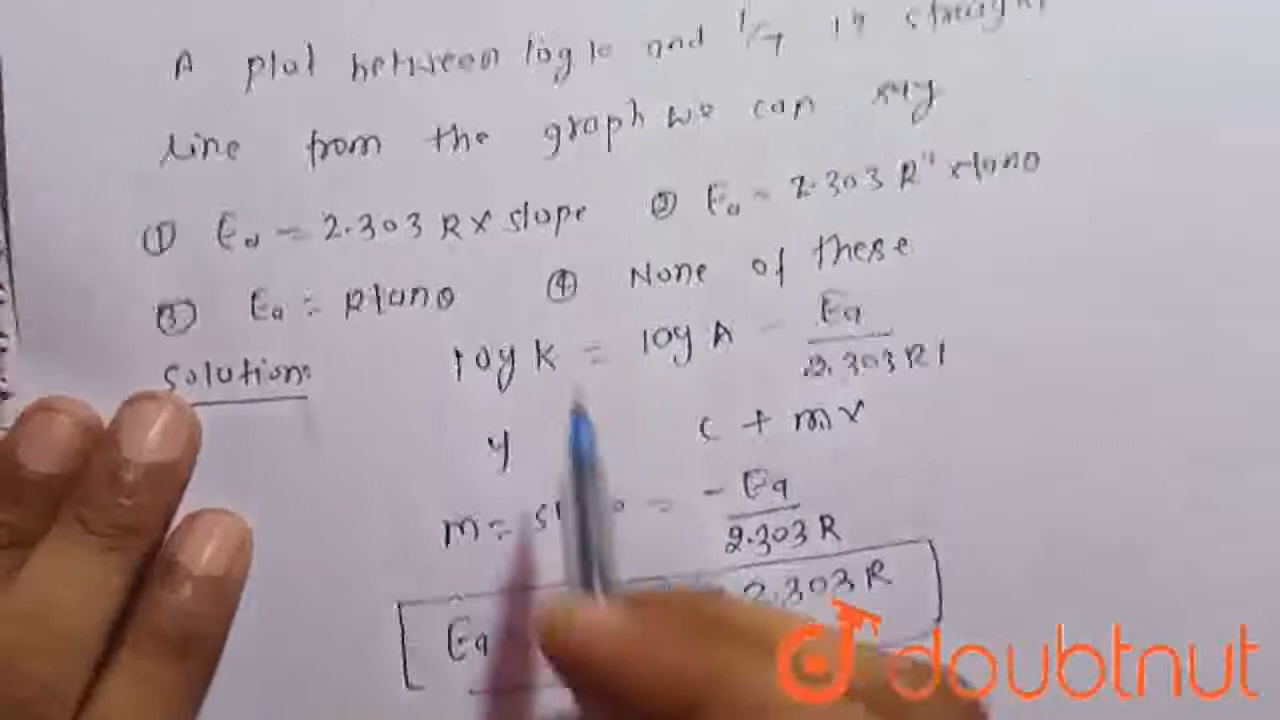 A plot between log k and 1/T is straight
line from the graph we can say
① Ea = 2.303 R x slope ② Ea = 2.303 R
③ Ea = R tanθ ④ None of these
Solution: log K = log A - Ea / 2.303 RT
y c + mx
m = - Ea / 2.303 R
Ea 2.303 R
doubtnut